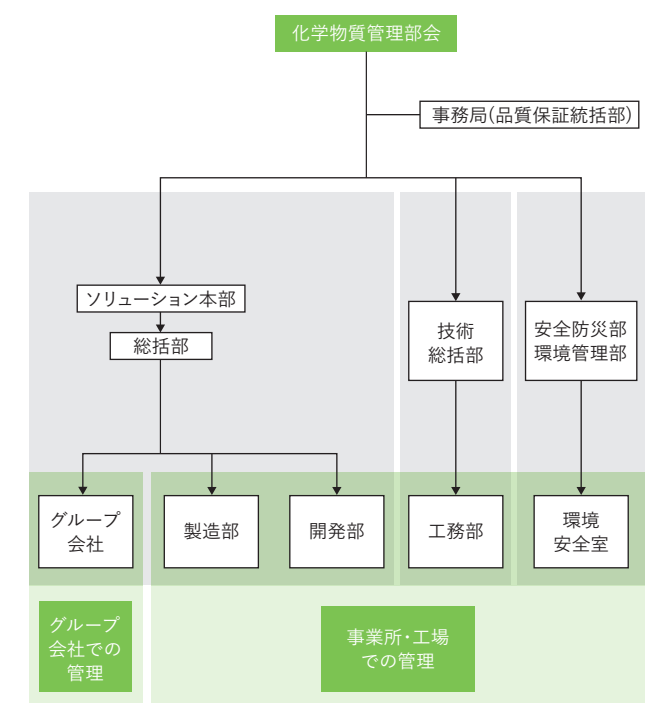 化学物質管理部会
事務局(品質保証統括部)
ソリューション本部
総括部
技術
総括部
安全防災部
環境管理部
グループ
会社
製造部
開発部
工務部
環境
安全室
グループ
会社での
管理
事業所・工場
での管理